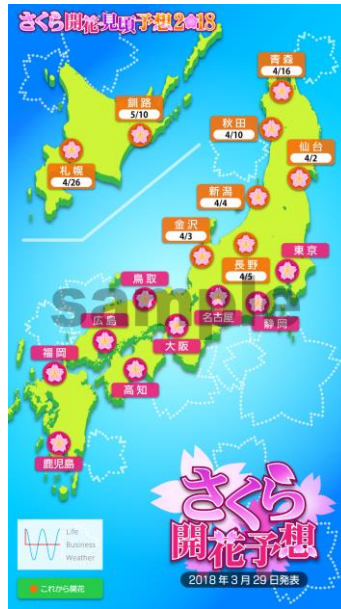 さくら開花・見頃予想2018
青森
4/16
釧路
5/10
秋田
4/10
仙台
4/2
札幌
4/26
新潟
4/4
金沢
4/3
長野
4/5
東京
鳥取
名古屋
静岡
広島
大阪
福岡
高知
鹿児島
sample
さくら
開花予想
2018年3月29日発表
Life
Business
Weather
これから開花